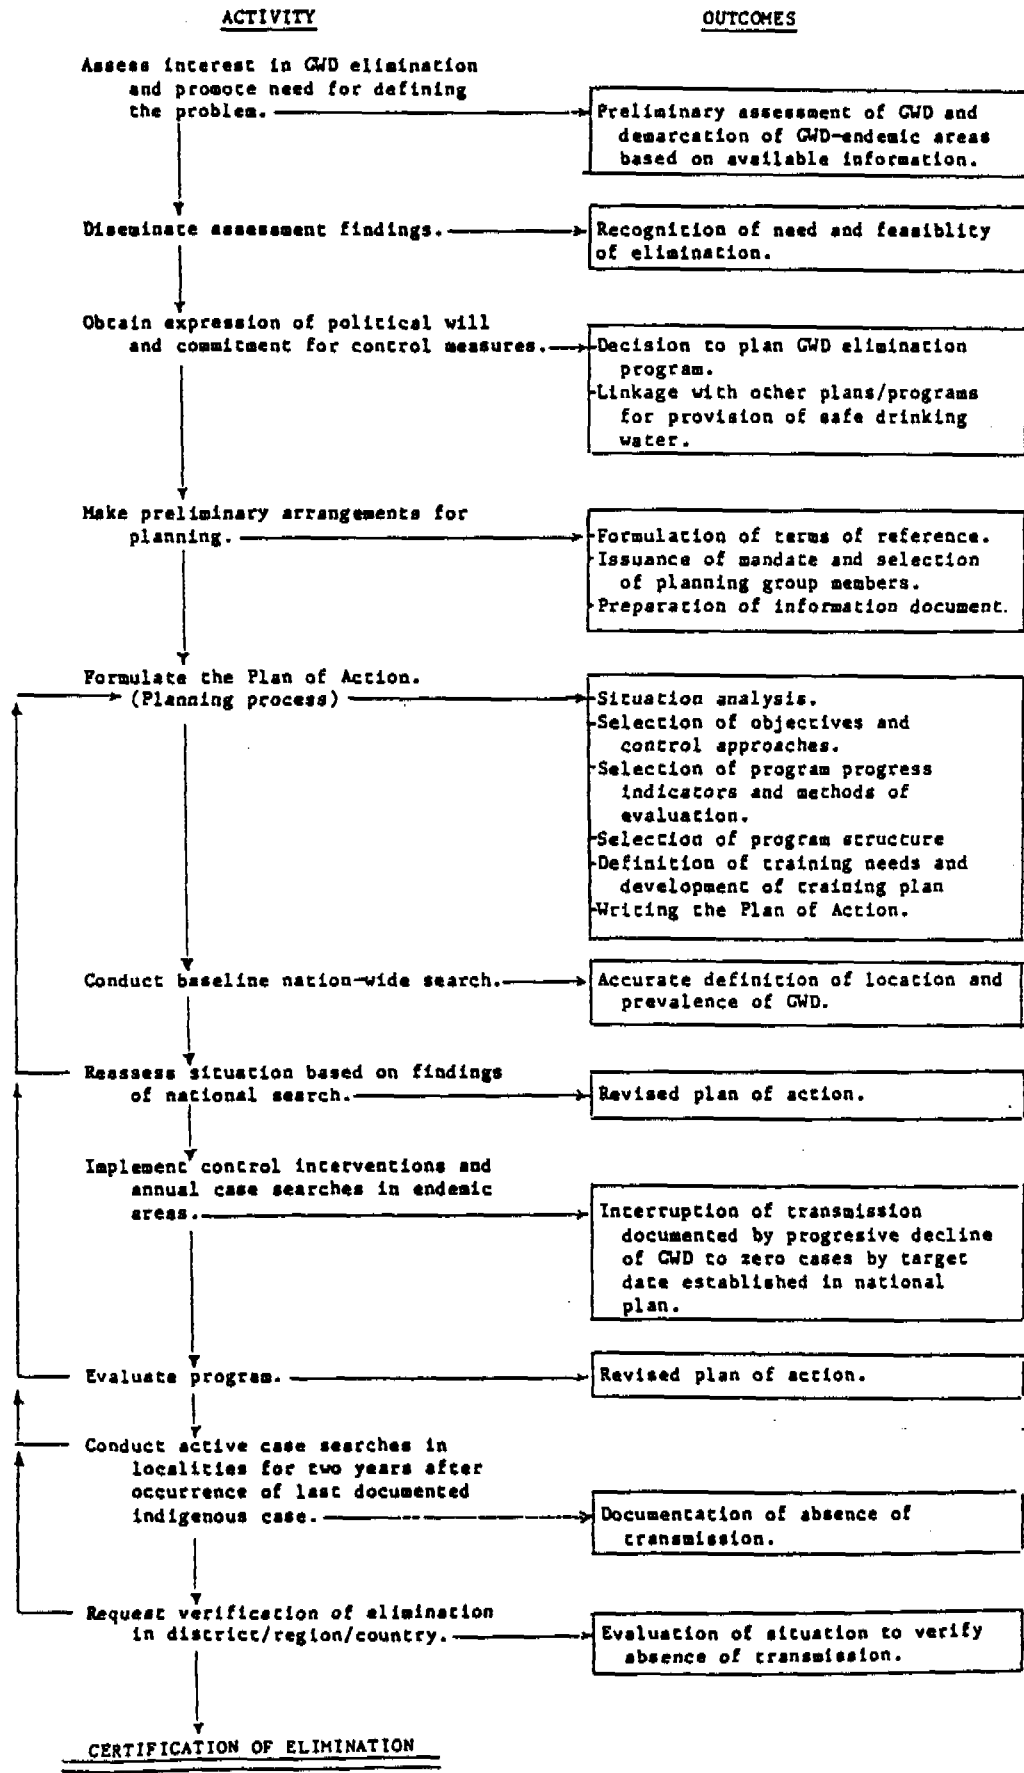 ACTIVITY
OUTCOMES
Assess interest in GWD elimination
and promote need for defining
the problem.
Preliminary assessment of GWD and
demarcation of GWD-endemic areas
based on available information.
Diseminate assessment findings.
Recognition of need and feasiblity
of elimination.
Obtain expression of political will
and commitment for control measures.
Decision to plan GWD elimination
program.
Linkage with other plans/programs
for provision of safe drinking
water.
Make preliminary arrangements for
planning.
Formulation of terms of reference.
Issuance of mandate and selection
of planning group members.
Preparation of information document.
Formulate the Plan of Action.
(Planning process)
Situation analysis.
Selection of objectives and
control approaches.
Selection of program progress
indicators and methods of
evaluation.
Selection of program structure
Definition of training needs and
development of training plan
Writing the Plan of Action.
Conduct baseline nation-wide search.
Accurate definition of location and
prevalence of GWD.
Reassess situation based on findings
of national search.
Revised plan of action.
Implement control interventions and
annual case searches in endemic
areas.
Interruption of transmission
documented by progresive decline
of GWD to zero cases by target
date established in national
plan.
Evaluate program.
Revised plan of action.
Conduct active case searches in
localities for two years after
occurrence of last documented
indigenous case.
Documentation of absence of
transmission.
Request verification of elimination
in district/region/country.
Evaluation of situation to verify
absence of transmission.
CERTIFICATION OF ELIMINATION